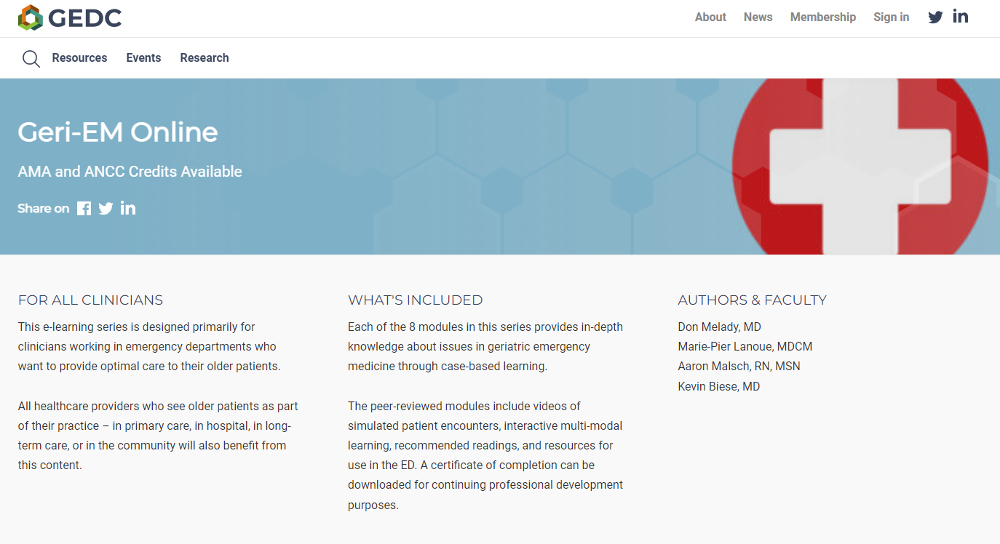 GEDC
About News Membership Sign in
Resources Events Research
Geri-EM Online
AMA and ANCC Credits Available
Share on
FOR ALL CLINICIANS
This e-learning series is designed primarily for
clinicians working in emergency departments who
want to provide optimal care to their older patients.
All healthcare providers who see older patients as part
of their practice – in primary care, in hospital, in long-
term care, or in the community will also benefit from
this content.
WHAT'S INCLUDED
Each of the 8 modules in this series provides in-depth
knowledge about issues in geriatric emergency
medicine through case-based learning.
The peer-reviewed modules include videos of
simulated patient encounters, interactive multi-modal
learning, recommended readings, and resources for
use in the ED. A certificate of completion can be
downloaded for continuing professional development
purposes.
AUTHORS & FACULTY
Don Melady, MD
Marie-Pier Lanoue, MDCM
Aaron Malsch, RN, MSN
Kevin Biese, MD